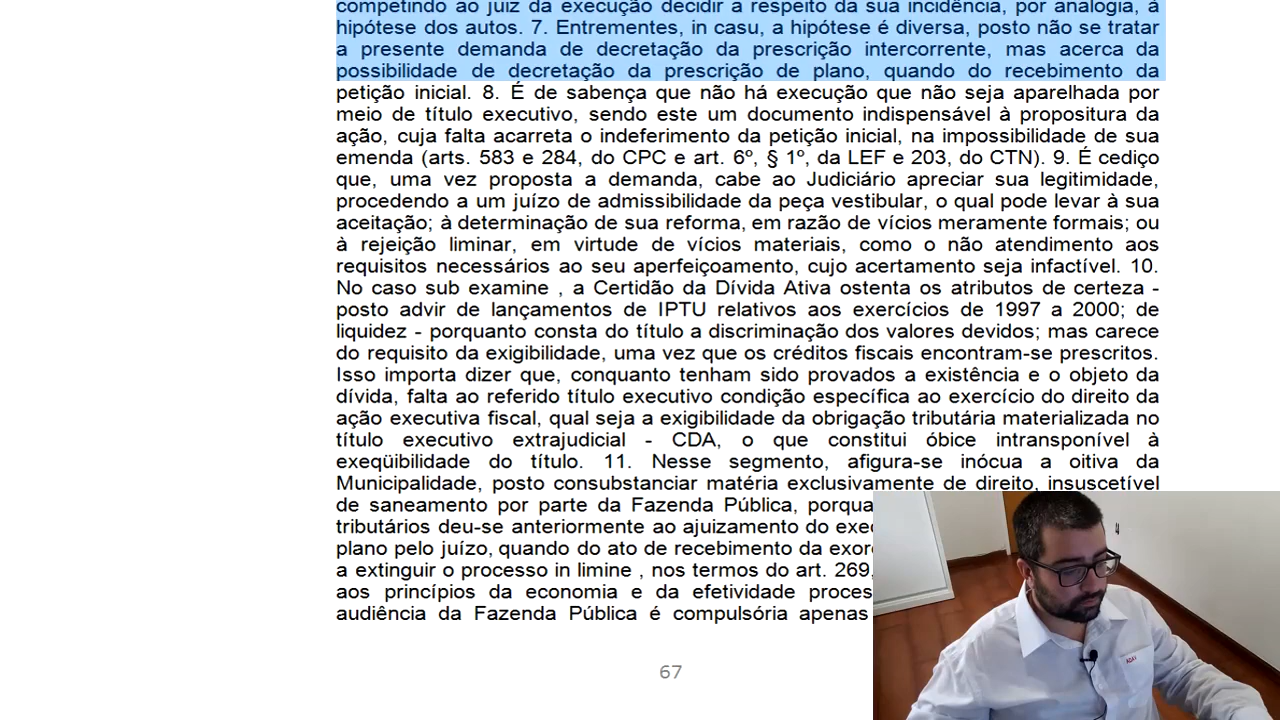 competindo ao juiz da execução decidir a respeito da sua incidência, por analogia, à
hipótese dos autos. 7. Entrementes, in casu, a hipótese é diversa, posto não se tratar
a presente demanda de decretação da prescrição intercorrente, mas acerca da
possibilidade de decretação da prescrição de plano, quando do recebimento da
petição inicial. 8. É de sabença que não há execução que não seja aparelhada por
meio de título executivo, sendo este um documento indispensável à propositura da
ação, cuja falta acarreta o indeferimento da petição inicial, na impossibilidade de sua
emenda (arts. 583 e 284, do CPC e art. 6º, § 1º, da LEF e 203, do CTN). 9. É cediço
que, uma vez proposta a demanda, cabe ao Judiciário apreciar sua legitimidade,
procedendo a um juízo de admissibilidade da peça vestibular, o qual pode levar à sua
aceitação; à determinação de sua reforma, em razão de vícios meramente formais; ou
à rejeição liminar, em virtude de vícios materiais, como o não atendimento aos
requisitos necessários ao seu aperfeiçoamento, cujo acertamento seja infactível. 10.
No caso sub examine , a Certidão da Dívida Ativa ostenta os atributos de certeza -
posto advir de lançamentos de IPTU relativos aos exercícios de 1997 a 2000; de
liquidez - porquanto consta do título a discriminação dos valores devidos; mas carece
do requisito da exigibilidade, uma vez que os créditos fiscais encontram-se prescritos.
Isso importa dizer que, conquanto tenham sido provados a existência e o objeto da
dívida, falta ao referido título executivo condição específica ao exercício do direito da
ação executiva fiscal, qual seja a exigibilidade da obrigação tributária materializada no
título executivo extrajudicial - CDA, o que constitui óbice intransponível à
exeqüibilidade do título. 11. Nesse segmento, afigura-se inócua a oitiva da
Municipalidade, posto consubstanciar matéria exclusivamente de direito, insuscetível
de saneamento por parte da Fazenda Pública, porqua
tributários deu-se anteriormente ao ajuizamento do exec
plano pelo juízo, quando do ato de recebimento da exor
a extinguir o processo in limine , nos termos do art. 269,
aos princípios da economia e da efetividade proces
audiência da Fazenda Pública é compulsória apenas
67